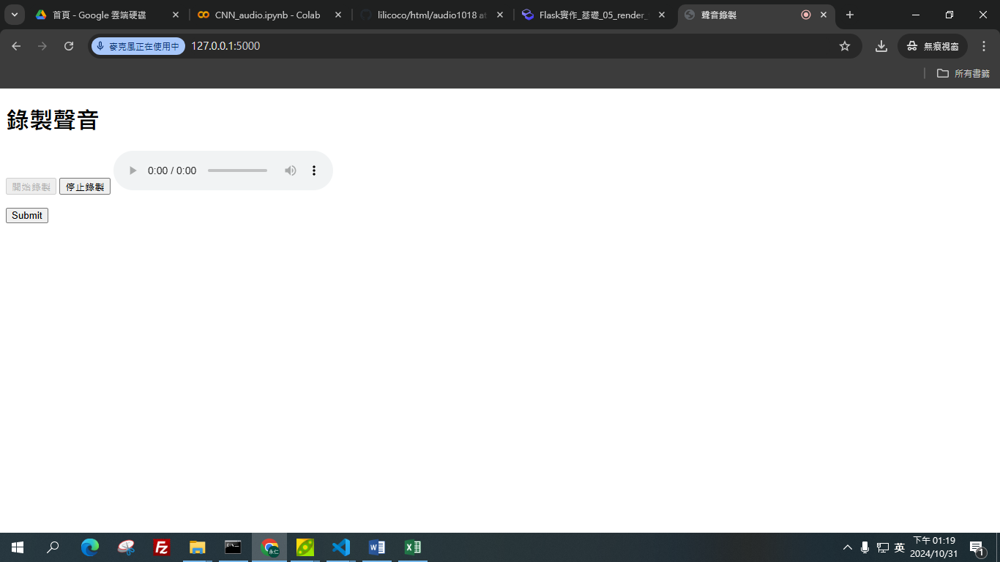 首頁 - Google 雲端硬碟
CNN_audio.ipynb - Colab
lilicoco/html/audio1018 at
Flask實作_基礎_05_render_
聲音錄製
麥克風正在使用中
127.0.0.1:5000
無痕視窗
所有書籤
錄製聲音
開始錄製
停止錄製
0:00 / 0:00
Submit
英
下午 01:19
2024/10/31
1